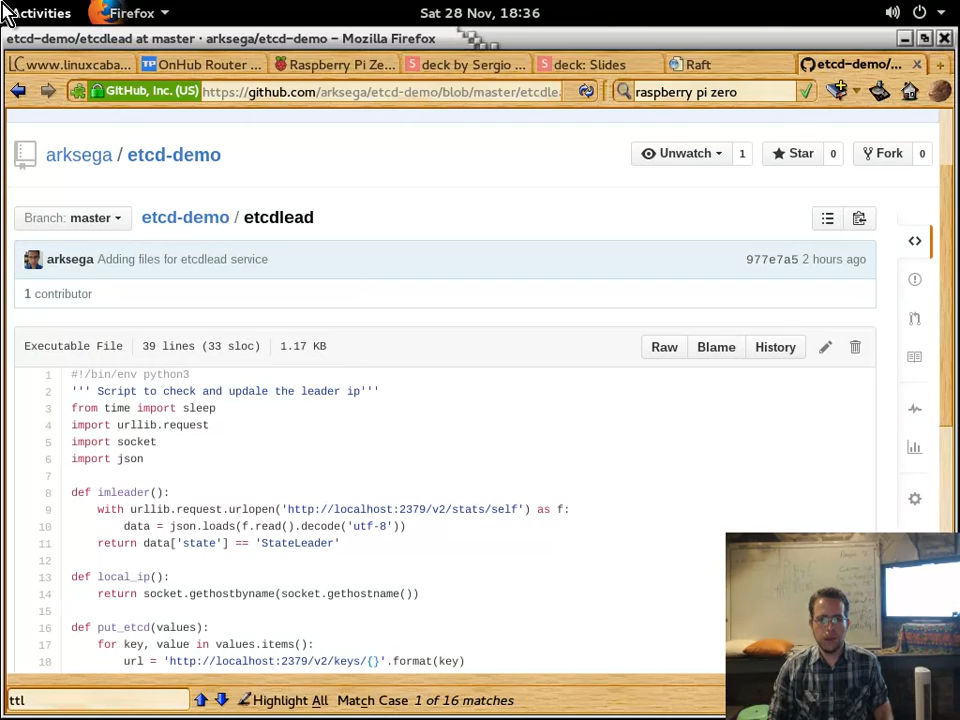 Activities Firefox Sat 28 Nov, 18:36
etcd-demo/etcdlead at master · arksega/etcd-demo – Mozilla Firefox
www.linuxcaba... OnHub Router ... Raspberry Pi Ze... deck by Sergio ... deck: Slides Raft etcd-demo/...
GitHub, Inc. (US) https://github.com/arksega/etcd-demo/blob/master/etcdle raspberry pi zero
arksega / etcd-demo Unwatch 1 Star 0 Fork 0
Branch: master etcd-demo / etcdlead
arksega Adding files for etcdlead service 977e7a5 2 hours ago
1 contributor
Executable File 39 lines (33 sloc) 1.17 KB Raw Blame History
1 #!/bin/env python3
2 ''' Script to check and updale the leader ip'''
3 from time import sleep
4 import urllib.request
5 import socket
6 import json
7
8 def imleader():
9 with urllib.request.urlopen('http://localhost:2379/v2/stats/self') as f:
10 data = json.loads(f.read().decode('utf-8'))
11 return data['state'] == 'StateLeader'
12
13 def local_ip():
14 return socket.gethostbyname(socket.gethostname())
15
16 def put_etcd(values):
17 for key, value in values.items():
18 url = 'http://localhost:2379/v2/keys/{}'.format(key)
ttl Highlight All Match Case 1 of 16 matches